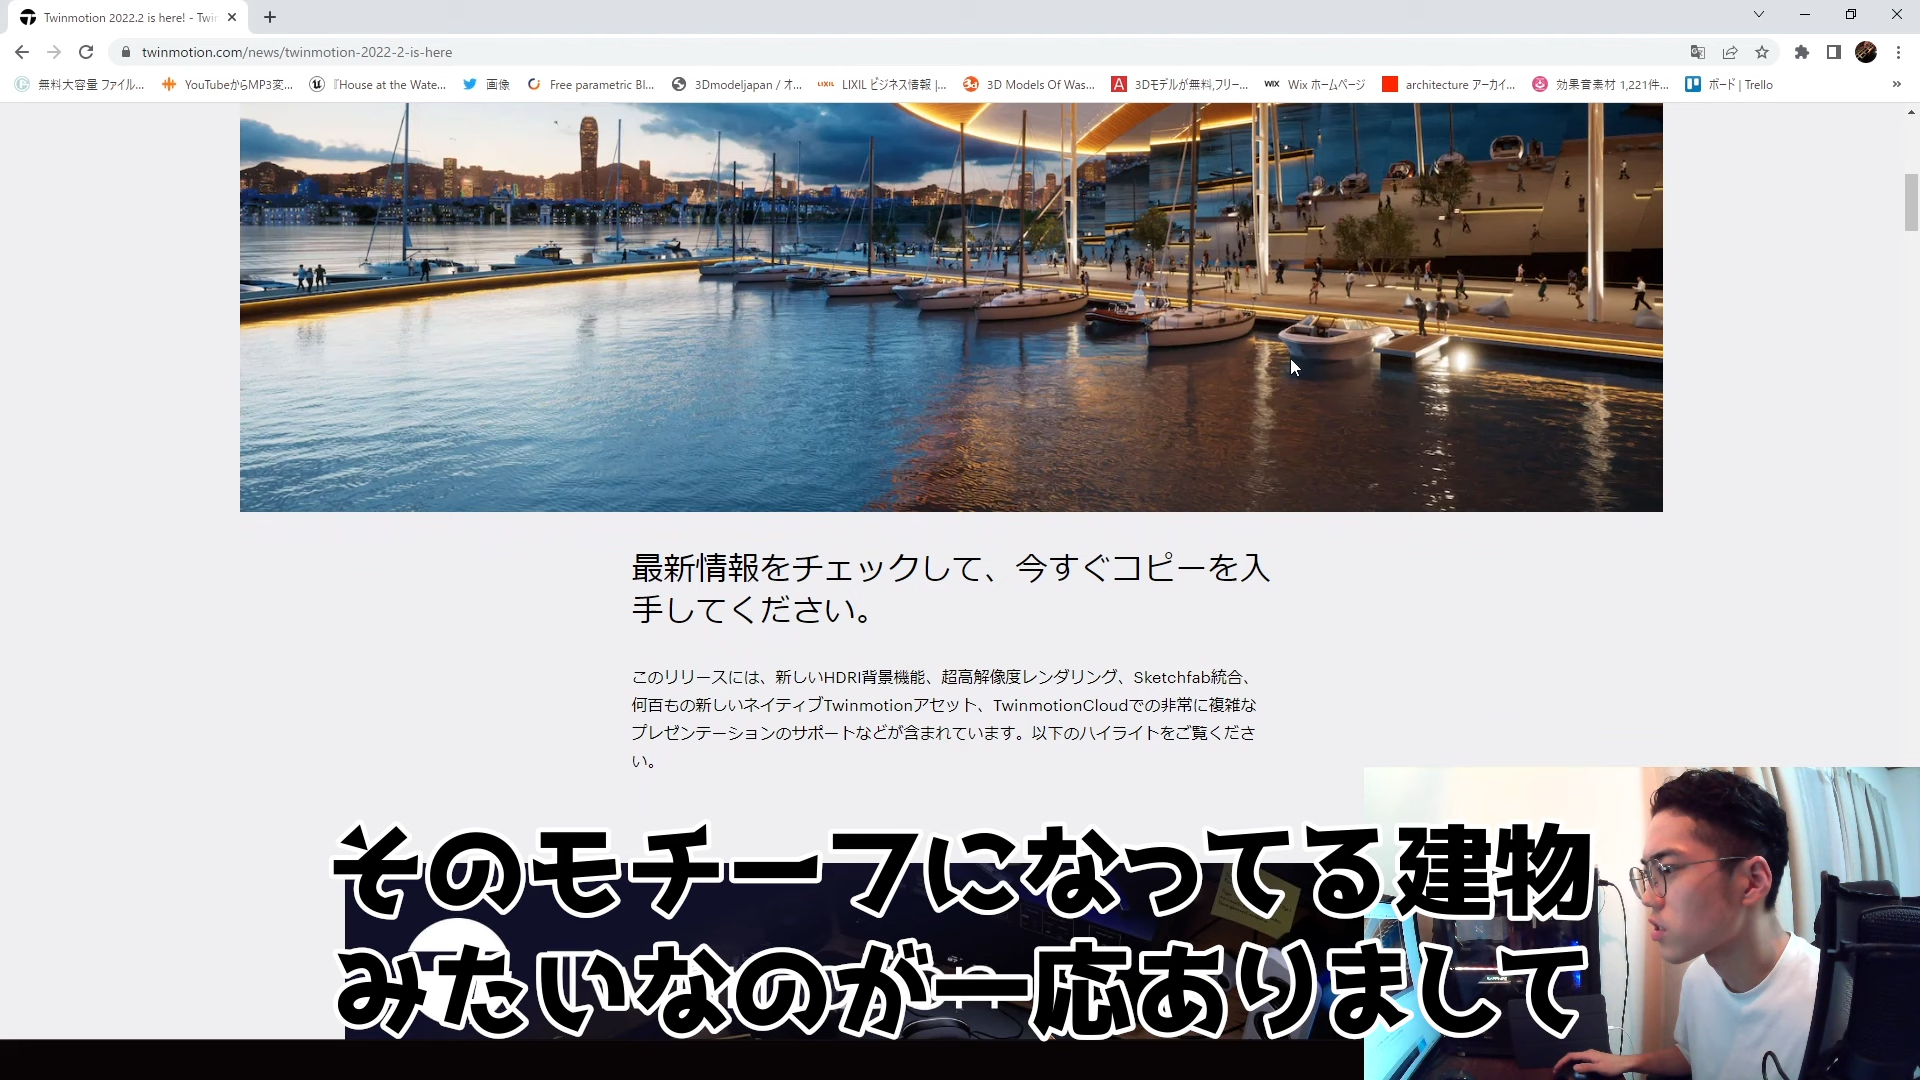 Twinmotion 2022.2 is here! - Twin
twinmotion.com/news/twinmotion-2022-2-is-here
無料大容量 ファイル...
YouTubeからMP3変...
『House at the Wate...
画像
Free parametric Bl...
3Dmodeljapan / オ...
LIXIL ビジネス情報 |...
3D Models Of Was...
3Dモデルが無料,フリー...
Wix ホームページ
architecture アーカイ...
効果音素材 1,221件...
ボード | Trello
最新情報をチェックして、今すぐコピーを入
手してください。
このリリースには、新しいHDRI背景機能、超高解像度レンダリング、Sketchfab統合、
何百もの新しいネイティブTwinmotionアセット、TwinmotionCloudでの非常に複雑な
プレゼンテーションのサポートなどが含まれています。以下のハイライトをご覧くださ
い。
そのモチーフになってる建物
みたいなのが一応ありまして